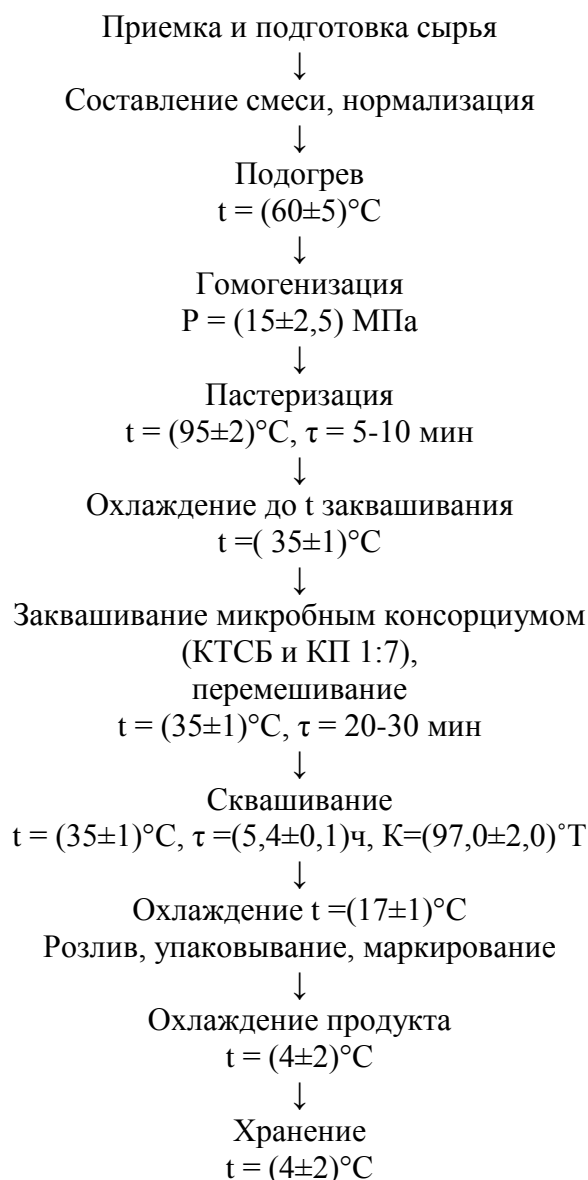 Приемка и подготовка сырья
↓
Составление смеси, нормализация
↓
Подогрев
t = (60±5)°С
↓
Гомогенизация
Р = (15±2,5) МПа
↓
Пастеризация
t = (95±2)°С, τ = 5-10 мин
↓
Охлаждение до t заквашивания
t =( 35±1)°С
↓
Заквашивание микробным консорциумом
(КТСБ и КП 1:7),
перемешивание
t = (35±1)°С, τ = 20-30 мин
↓
Сквашивание
t = (35±1)°С, τ =(5,4±0,1)ч, К=(97,0±2,0)˚Т
↓
Охлаждение t =(17±1)°С
Розлив, упаковывание, маркирование
↓
Охлаждение продукта
t = (4±2)°С
↓
Хранение
t = (4±2)°С